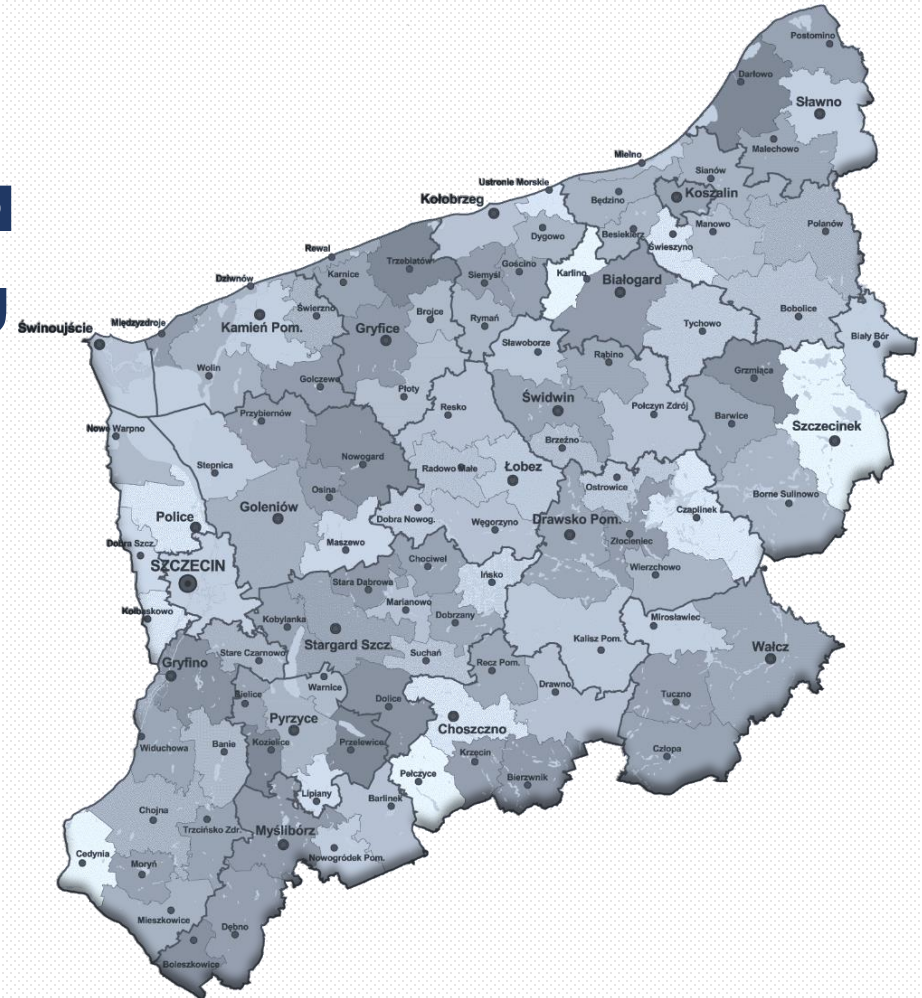 Postomino
Darłowo
Sławno
Malechowo
Mielno
Sianów
Ustronie Morskie
Koszalin
Kołobrzeg
Będzino
Polanów
Manowo
Dygowo
Besiekierz
Świeszyno
Rewal
Trzebiatów
Gościno
Siemyśl
Karlino
Białogard
Dziwnów
Karnice
Bobolice
Świerzno
Brojce
Rymań
Tychowo
Międzyzdroje
Świnoujście
Kamień Pom.
Gryfice
Sławoborze
Biały Bór
Rąbino
Grzmiąca
Wolin
Golczewo
Płoty
Świdwin
Połczyn Zdrój
Resko
Przybiernów
Barwice
Szczecinek
Nowe Warpno
Brzeżno
Nowogard
Stepnica
Radowo Małe
Łobez
Ostrowice
Osina
Borne Sulinowo
Goleniów
Dobra Nowog.
Węgorzyno
Drawsko Pom.
Czaplinek
Police
Złocieniec
Dobra Szcz.
Maszewo
Chociwel
SZCZECIN
Ińsko
Wierzchowo
Stara Dąbrowa
Marianowo
Kołbaskowo
Dobrzany
Kobylanka
Mirosławiec
Stargard Szcz.
Kalisz Pom.
Wałcz
Stare Czarnowo
Suchań
Gryfino
Recz Pom.
Warnice
Drawno
Bielice
Dolice
Tuczno
Pyrzyce
Choszczno
Widuchowa
Banie
Kozielice
Przelewice
Krzęcin
Człopa
Pełczyce
Bierzwnik
Lipiany
Barlinek
Chojna
Trzcińsko Zdr.
Myślibórz
Cedynia
Moryń
Nowogródek Pom.
Mieszkowice
Dębno
Boleszkowice